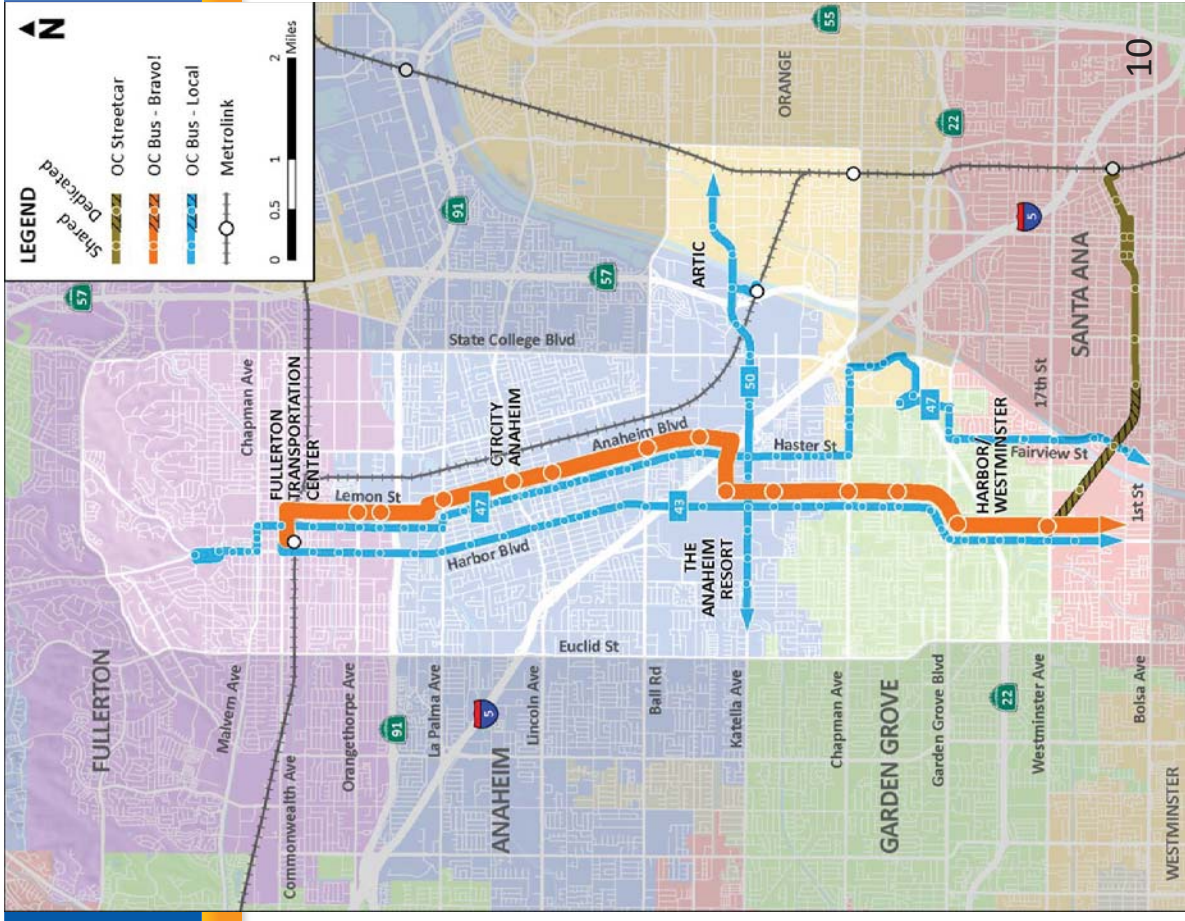 N
LEGEND
Shared
Dedicated
OC Streetcar
OC Bus - Bravo!
OC Bus - Local
Metrolink
0
0.5
1
2
Miles
57
91
57
55
22
5
91
5
22
FULLERTON
Malvern Ave
Commonwealth Ave
Orangethorpe Ave
La Palma Ave
ANAHEIM
Lincoln Ave
Ball Rd
Katella Ave
Chapman Ave
GARDEN GROVE
Garden Grove Blvd
Westminster Ave
Bolsa Ave
WESTMINSTER
Euclid St
Chapman Ave
FULLERTON
TRANSPORTATION
CENTER
Lemon St
CTRCITY
ANAHEIM
Anaheim Blvd
Harbor Blvd
State College Blvd
47
43
50
47
THE
ANAHEIM
RESORT
ARTIC
Haster St
ORANGE
HARBOR/
WESTMINSTER
17th St
Fairview St
1st St
SANTA ANA
10